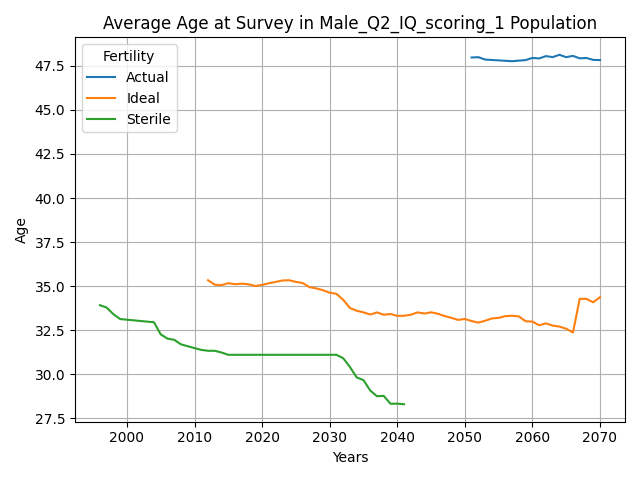 Average Age at Survey in Male_Q2_IQ_scoring_1 Population
Fertility
Actual
Ideal
Sterile
Age
47.5
45.0
42.5
40.0
37.5
35.0
32.5
30.0
27.5
2000
2010
2020
2030
2040
2050
2060
2070
Years